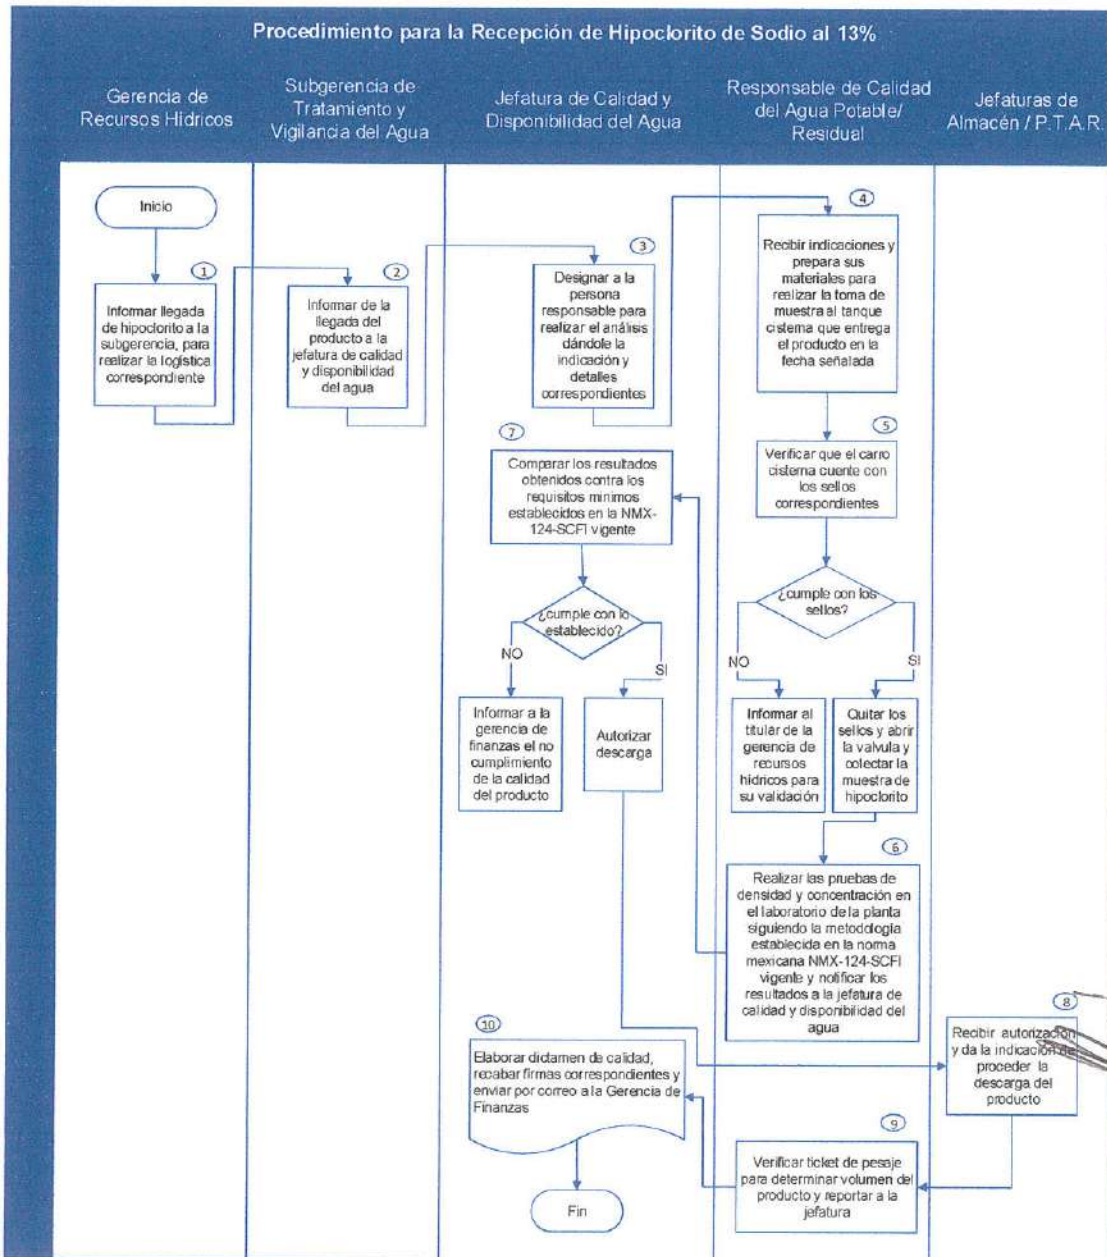 Procedimiento para la Recepción de Hipoclorito de Sodio al 13%
Gerencia de
Recursos Hídricos
Subgerencia de
Tratamiento y
Vigilancia del Agua
Jefatura de Calidad y
Disponibilidad del Agua
Responsable de Calidad
del Agua Potable/
Residual
Jefaturas de
Almacén / P.T.A.R.
Inicio
1
Informar llegada
de hipoclorito a la
subgerencia, para
realizar la logística
correspondiente
2
Informar de la
llegada del
producto a la
jefatura de calidad
y disponibilidad
del agua
3
Designar a la
persona
responsable para
realizar el análisis
dándole la
indicación y
detalles
correspondientes
4
Recibir indicaciones y
prepara sus
materiales para
realizar la toma de
muestra al tanque
cisterna que entrega
el producto en la
fecha señalada
5
Verificar que el carro
cisterna cuente con
los sellos
correspondientes
¿cumple con los
sellos?
NO
SI
Informar al
titular de la
gerencia de
recursos
hídricos para
su validación
Quitar los
sellos y abrir
la valvula y
colectar la
muestra de
hipoclorito
6
Realizar las pruebas de
densidad y concentración en
el laboratorio de la planta
siguiendo la metodología
establecida en la norma
mexicana NMX-124-SCFI
vigente y notificar los
resultados a la jefatura de
calidad y disponibilidad del
agua
7
Comparar los resultados
obtenidos contra los
requisitos mínimos
establecidos en la NMX-
124-SCFI vigente
¿cumple con lo
establecido?
NO
SI
Informar a la
gerencia de
finanzas el no
cumplimiento
de la calidad
del producto
Autorizar
descarga
8
Recibir autorización
y da la indicación de
proceder la
descarga del
producto
9
Verificar ticket de pesaje
para determinar volumen del
producto y reportar a la
jefatura
10
Elaborar dictamen de calidad,
recabar firmas correspondientes y
enviar por correo a la Gerencia de
Finanzas
Fin